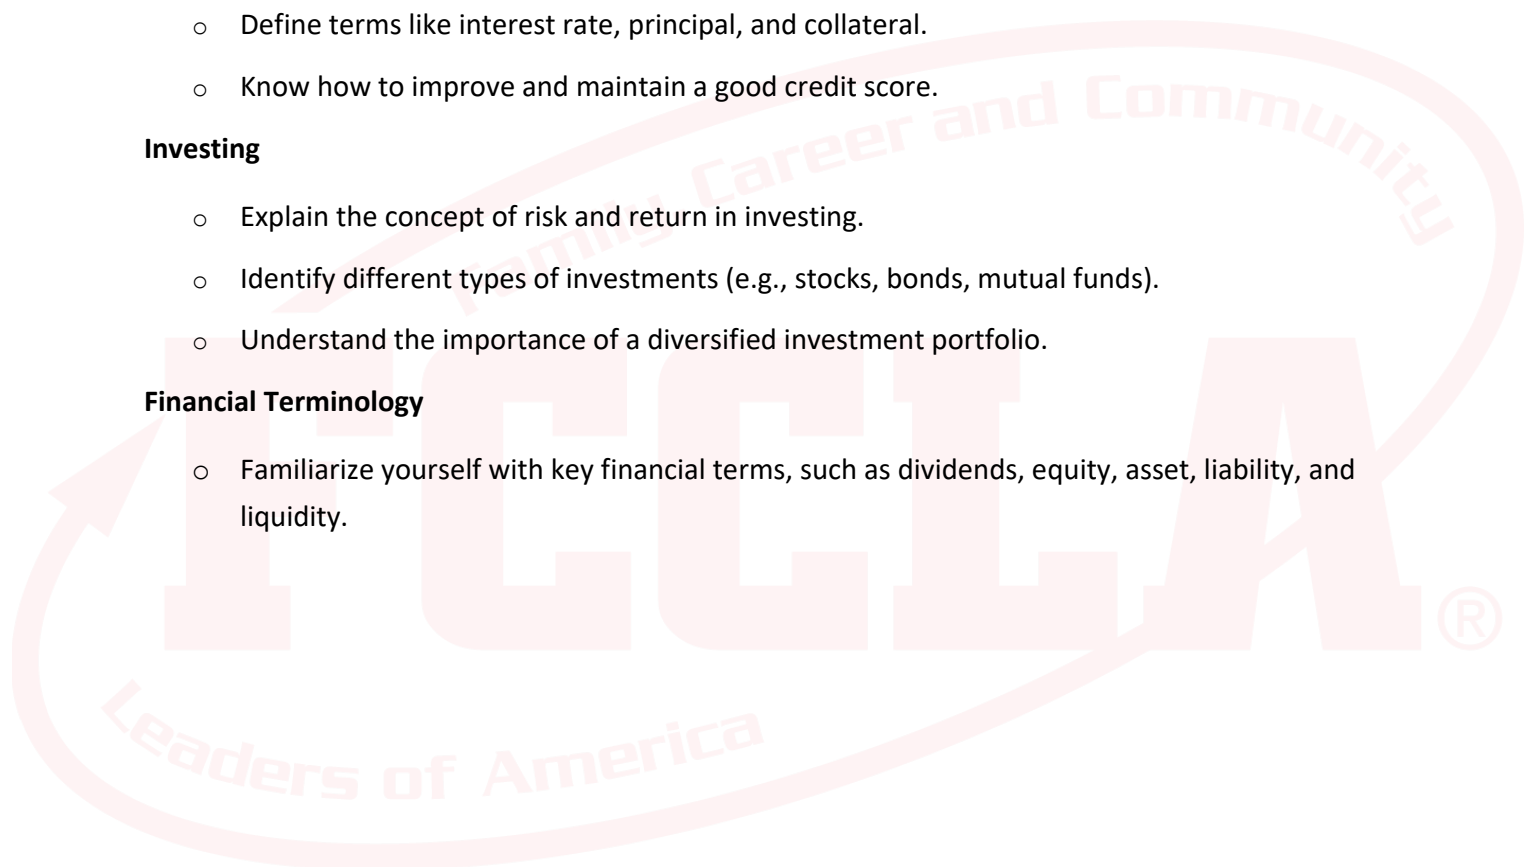 o Define terms like interest rate, principal, and collateral.
o Know how to improve and maintain a good credit score.
Investing
o Explain the concept of risk and return in investing.
o Identify different types of investments (e.g., stocks, bonds, mutual funds).
o Understand the importance of a diversified investment portfolio.
Financial Terminology
o Familiarize yourself with key financial terms, such as dividends, equity, asset, liability, and
liquidity.
Family Career and Community
FCCLA®
Leaders of America